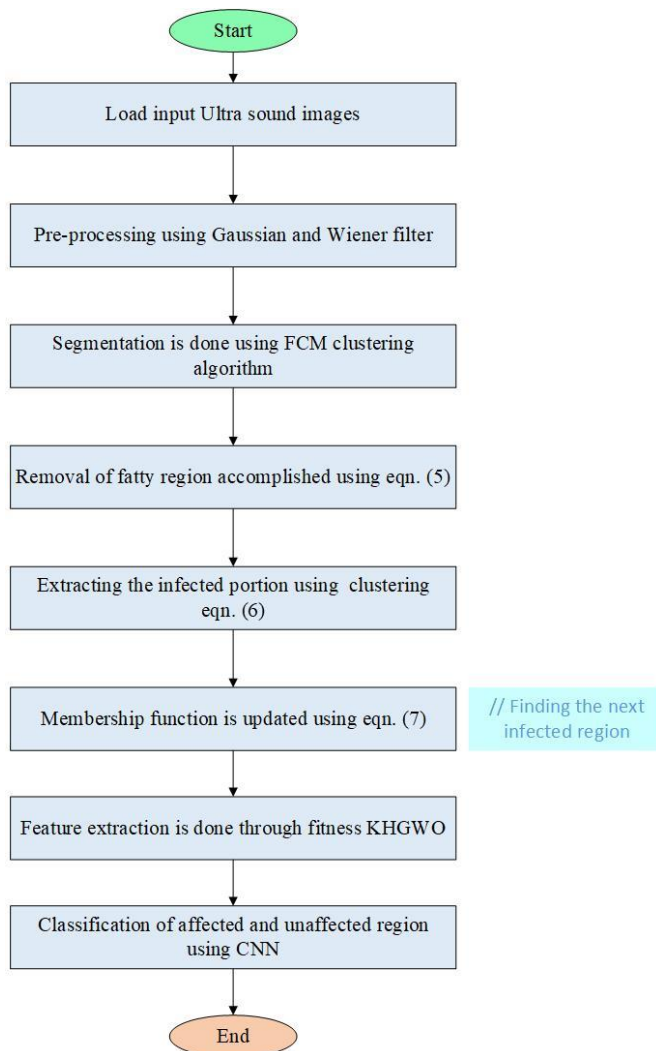 Start
Load input Ultra sound images
Pre-processing using Gaussian and Wiener filter
Segmentation is done using FCM clustering
algorithm
Removal of fatty region accomplished using eqn. (5)
Extracting the infected portion using clustering
eqn. (6)
Membership function is updated using eqn. (7)
// Finding the next
infected region
Feature extraction is done through fitness KHGWO
Classification of affected and unaffected region
using CNN
End